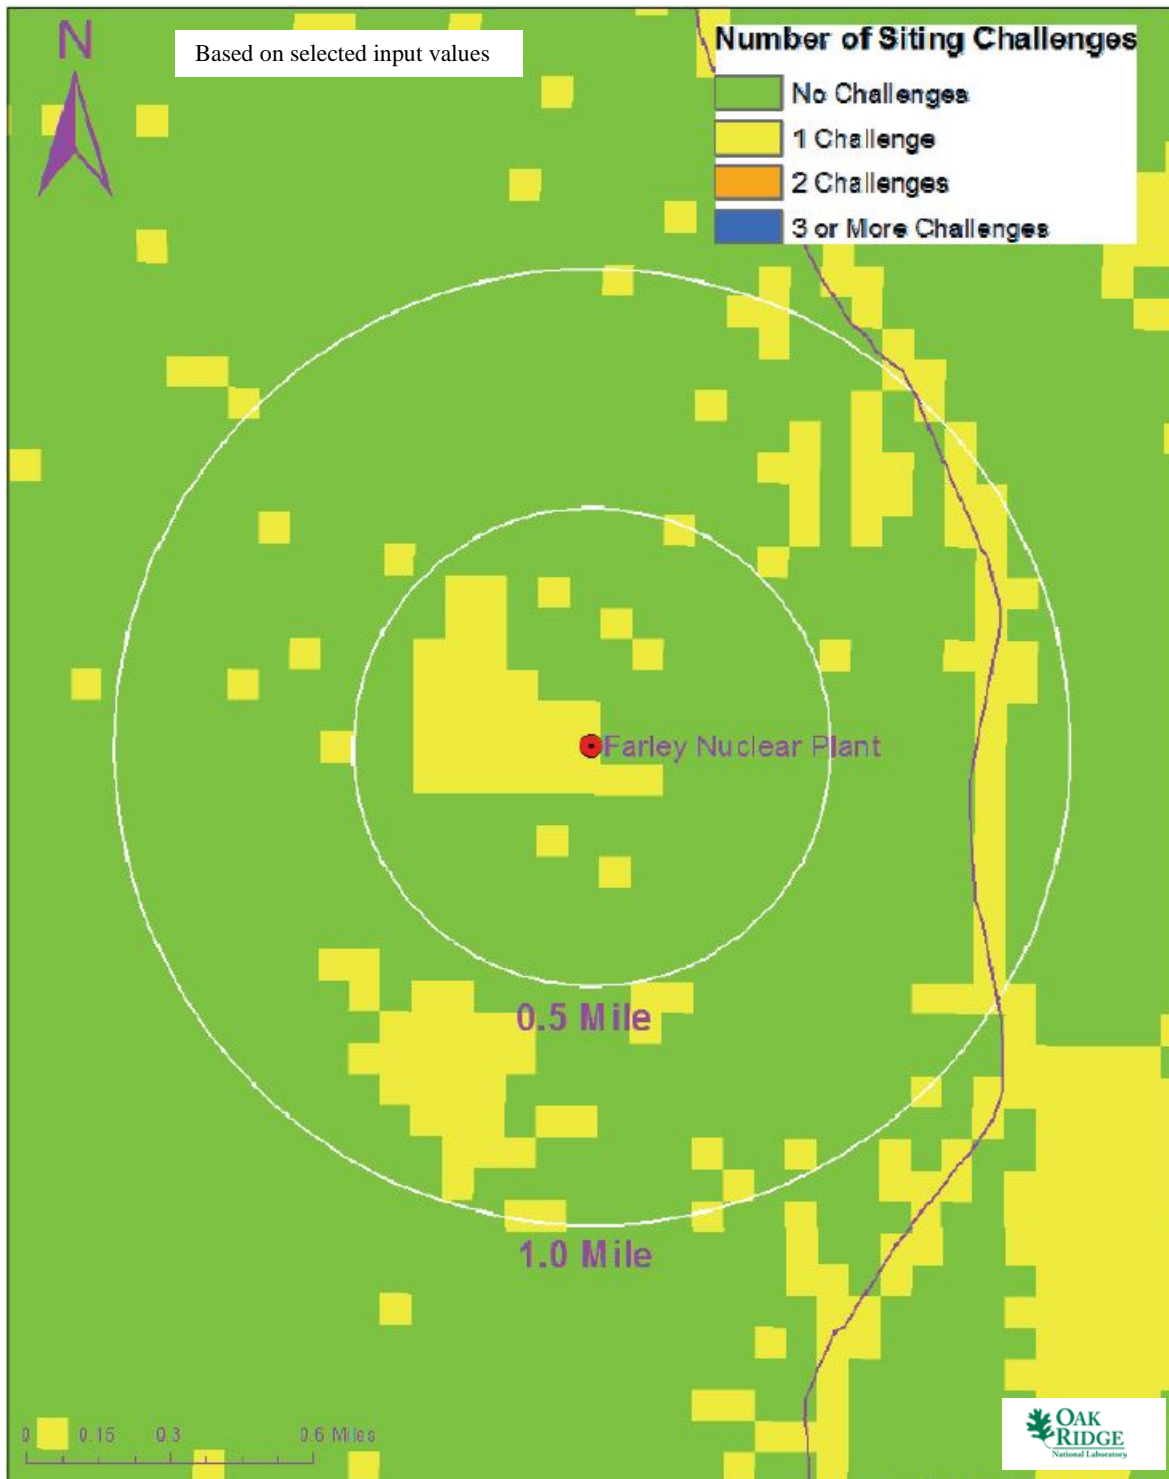 N
Based on selected input values
Number of Siting Challenges
No Challenges
1 Challenge
2 Challenges
3 or More Challenges
Farley Nuclear Plant
0.5 Mile
1.0 Mile
0 0.15 0.3 0.6 Miles
OAK
RIDGE
National Laboratory